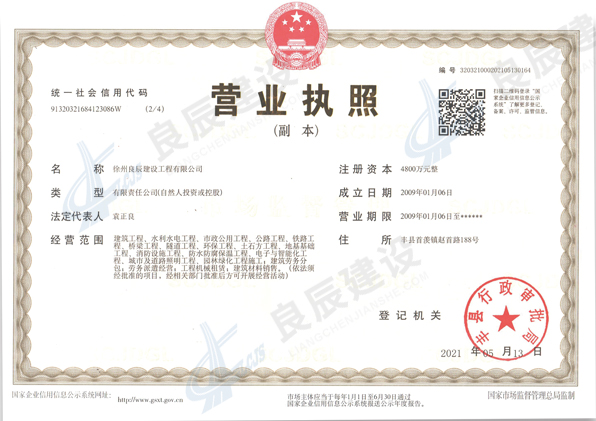 编 号 320321000202105130164
统一社会信用代码
91320321684123086W (2/4)
营业执照
(副 本)
扫描二维码登录“国
家企业信用信息公示
系统”了解更多登记、
备案、许可、监管信息。
名 称 徐州良辰建设工程有限公司
注册资本 4800万元整
类 型 有限责任公司(自然人投资或控股)
成立日期 2009年01月06日
法定代表人 袁正良
营业期限 2009年01月06日至******
经营范围 建筑工程、水利水电工程、市政公用工程、公路工程、铁路工
程、桥梁工程、隧道工程、环保工程、土石方工程、地基基础
工程、消防设施工程、防水防腐保温工程、电子与智能化工
程、城市及道路照明工程、园林绿化工程施工；建筑劳务分
包；劳务派遣经营；工程机械租赁；建筑材料销售。（依法须
经批准的项目，经相关部门批准后方可开展经营活动）
住 所 丰县首羡镇赵首路188号
登记机关
丰县行政审批局
2021 年 05 月 13 日
国家企业信用信息公示系统网址：
http://www.gsxt.gov.cn
市场主体应当于每年1月1日至6月30日通过
国家企业信用信息公示系统报送公示年度报告。
国家市场监督管理总局监制
良辰建设
LIANGCHENJIANSHE.COM
良辰建设
LIANGCHENJIANSHE.COM